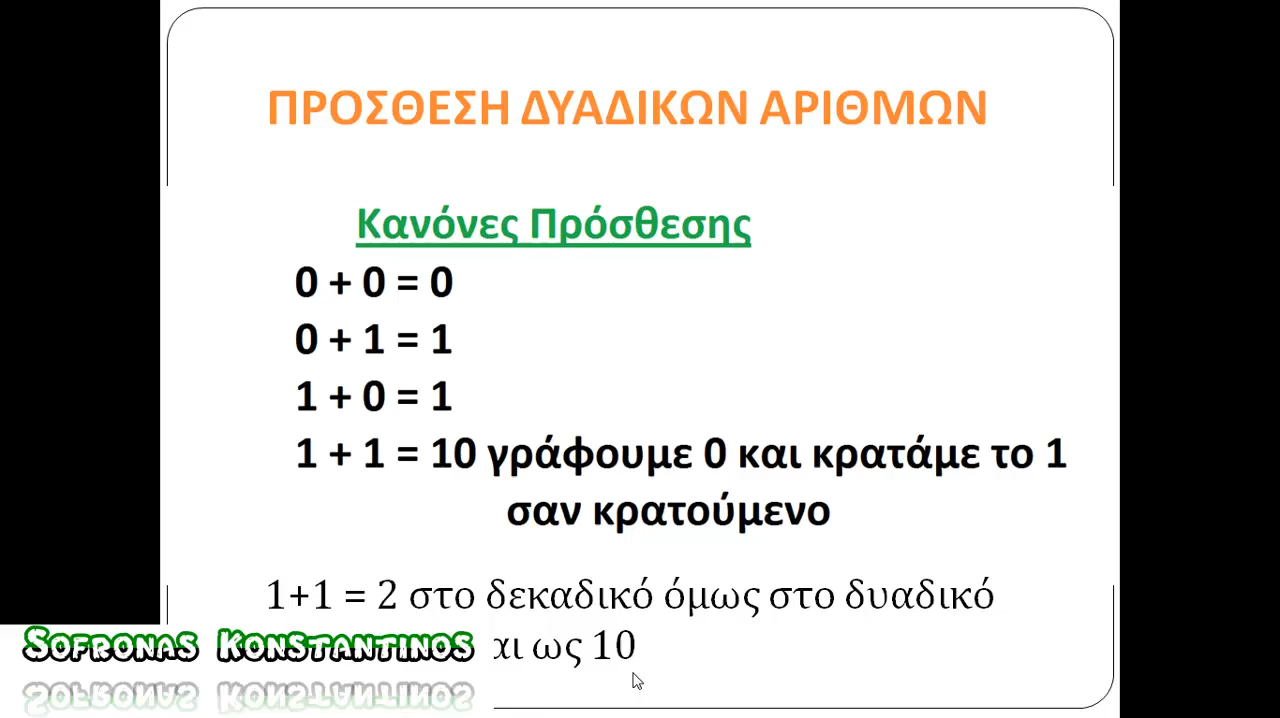 ΠΡΟΣΘΕΣΗ ΔΥΑΔΙΚΩΝ ΑΡΙΘΜΩΝ
Κανόνες Πρόσθεσης
0 + 0 = 0
0 + 1 = 1
1 + 0 = 1
1 + 1 = 10 γράφουμε 0 και κρατάμε το 1
σαν κρατούμενο
1+1 = 2 στο δεκαδικό όμως στο δυαδικό
ως 10
Sofronas Konstantinos